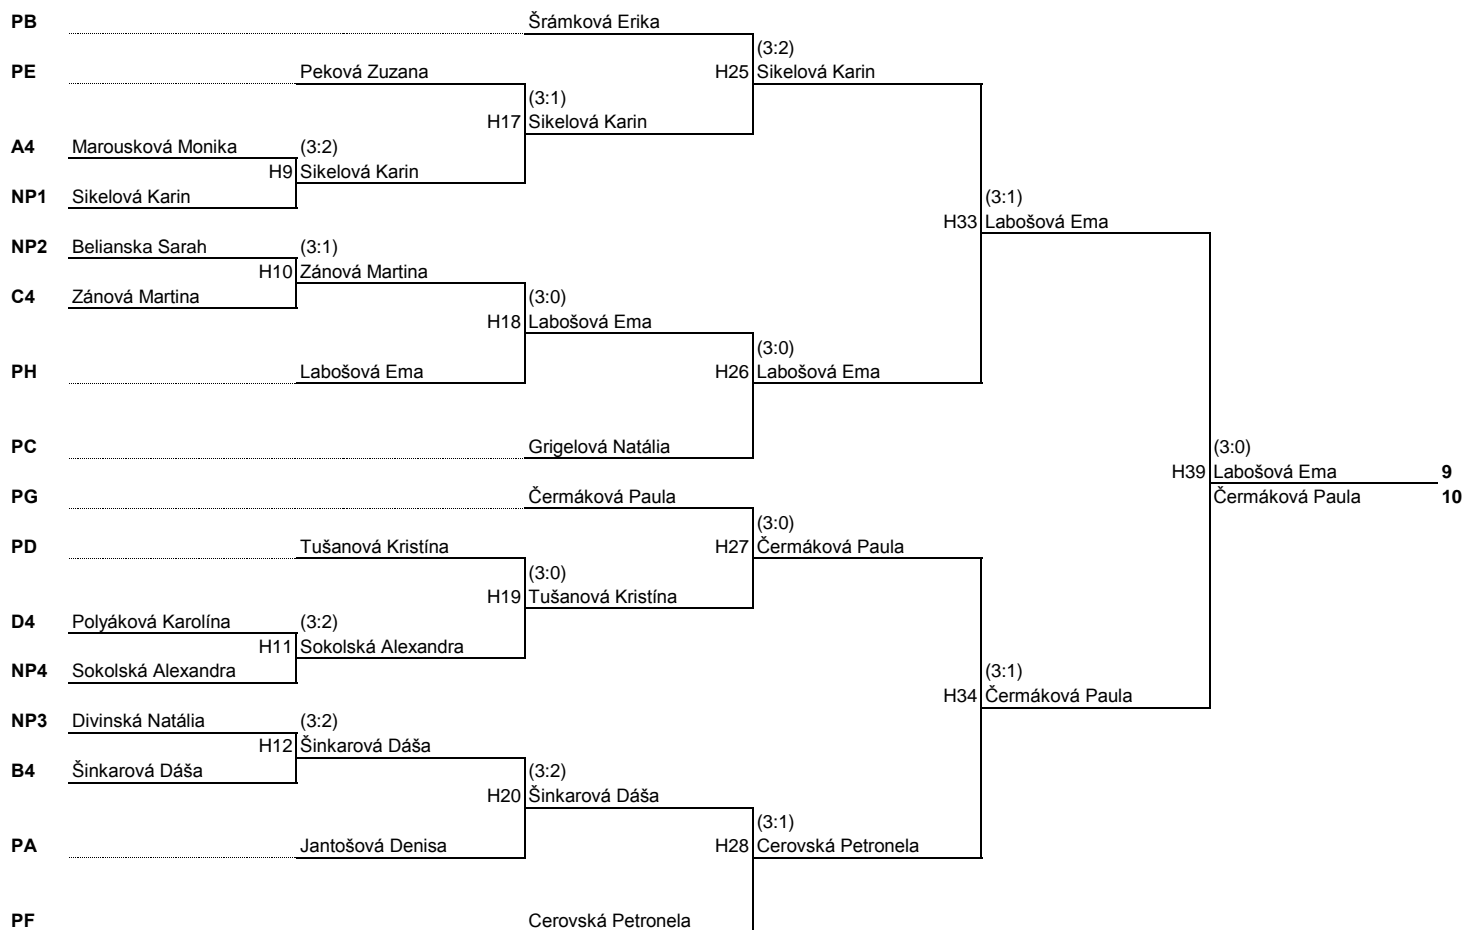 PB Šrámková Erika
(3:2)
PE Peková Zuzana H25 Sikelová Karin
(3:1)
H17 Sikelová Karin
A4 Marousková Monika (3:2)
H9 Sikelová Karin
NP1 Sikelová Karin (3:1)
H33 Labošová Ema
NP2 Belianska Sarah (3:1)
H10 Zánová Martina
C4 Zánová Martina (3:0)
H18 Labošová Ema
(3:0)
PH Labošová Ema H26 Labošová Ema
PC Grigelová Natália (3:0)
H39 Labošová Ema 9
PG Čermáková Paula Čermáková Paula 10
(3:0)
PD Tušanová Kristína H27 Čermáková Paula
(3:0)
H19 Tušanová Kristína
D4 Polyáková Karolína (3:2)
H11 Sokolská Alexandra
NP4 Sokolská Alexandra (3:1)
H34 Čermáková Paula
NP3 Divinská Natália (3:2)
H12 Šinkarová Dáša
B4 Šinkarová Dáša (3:2)
H20 Šinkarová Dáša
(3:1)
PA Jantošová Denisa H28 Cerovská Petronela
PF Cerovská Petronela